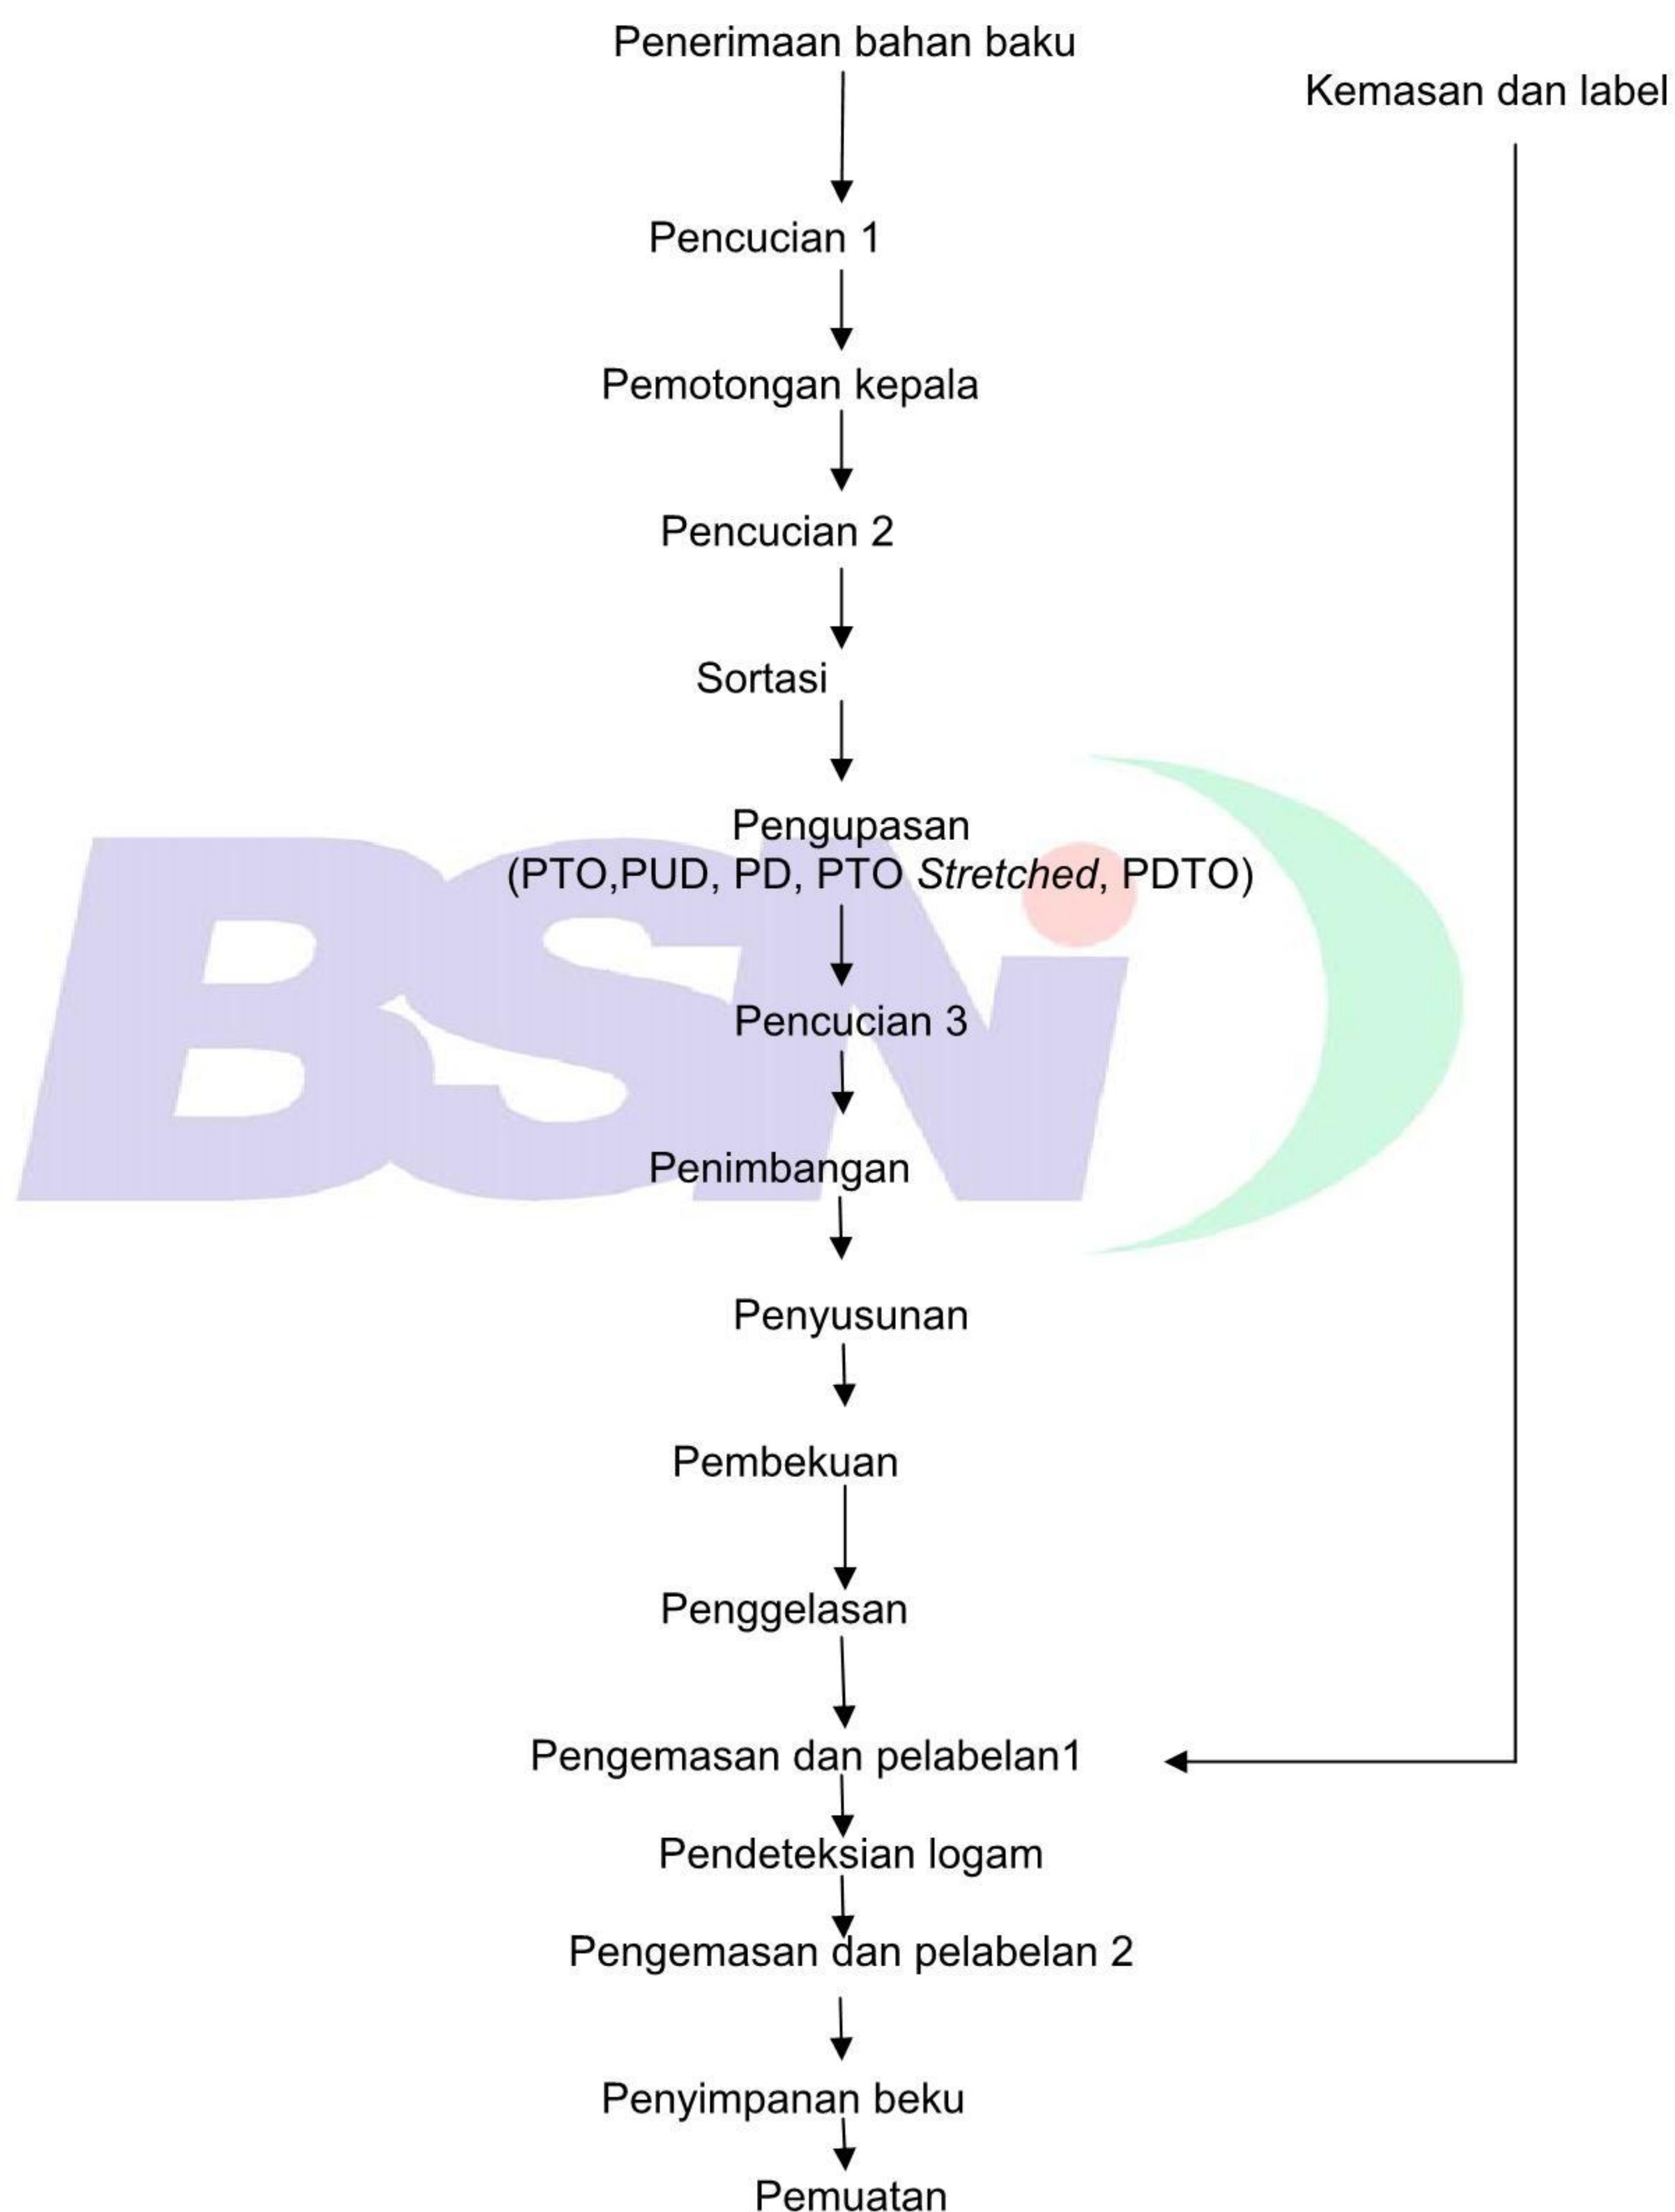 Penerimaan bahan baku
Kemasan dan label
Pencucian 1
Pemotongan kepala
Pencucian 2
Sortasi
Pengupasan
(PTO,PUD, PD, PTO Stretched, PDTO)
Pencucian 3
Penimbangan
Penyusunan
Pembekuan
Penggelasan
Pengemasan dan pelabelan1
Pendeteksian logam
Pengemasan dan pelabelan 2
Penyimpanan beku
Pemuatan
BSNi